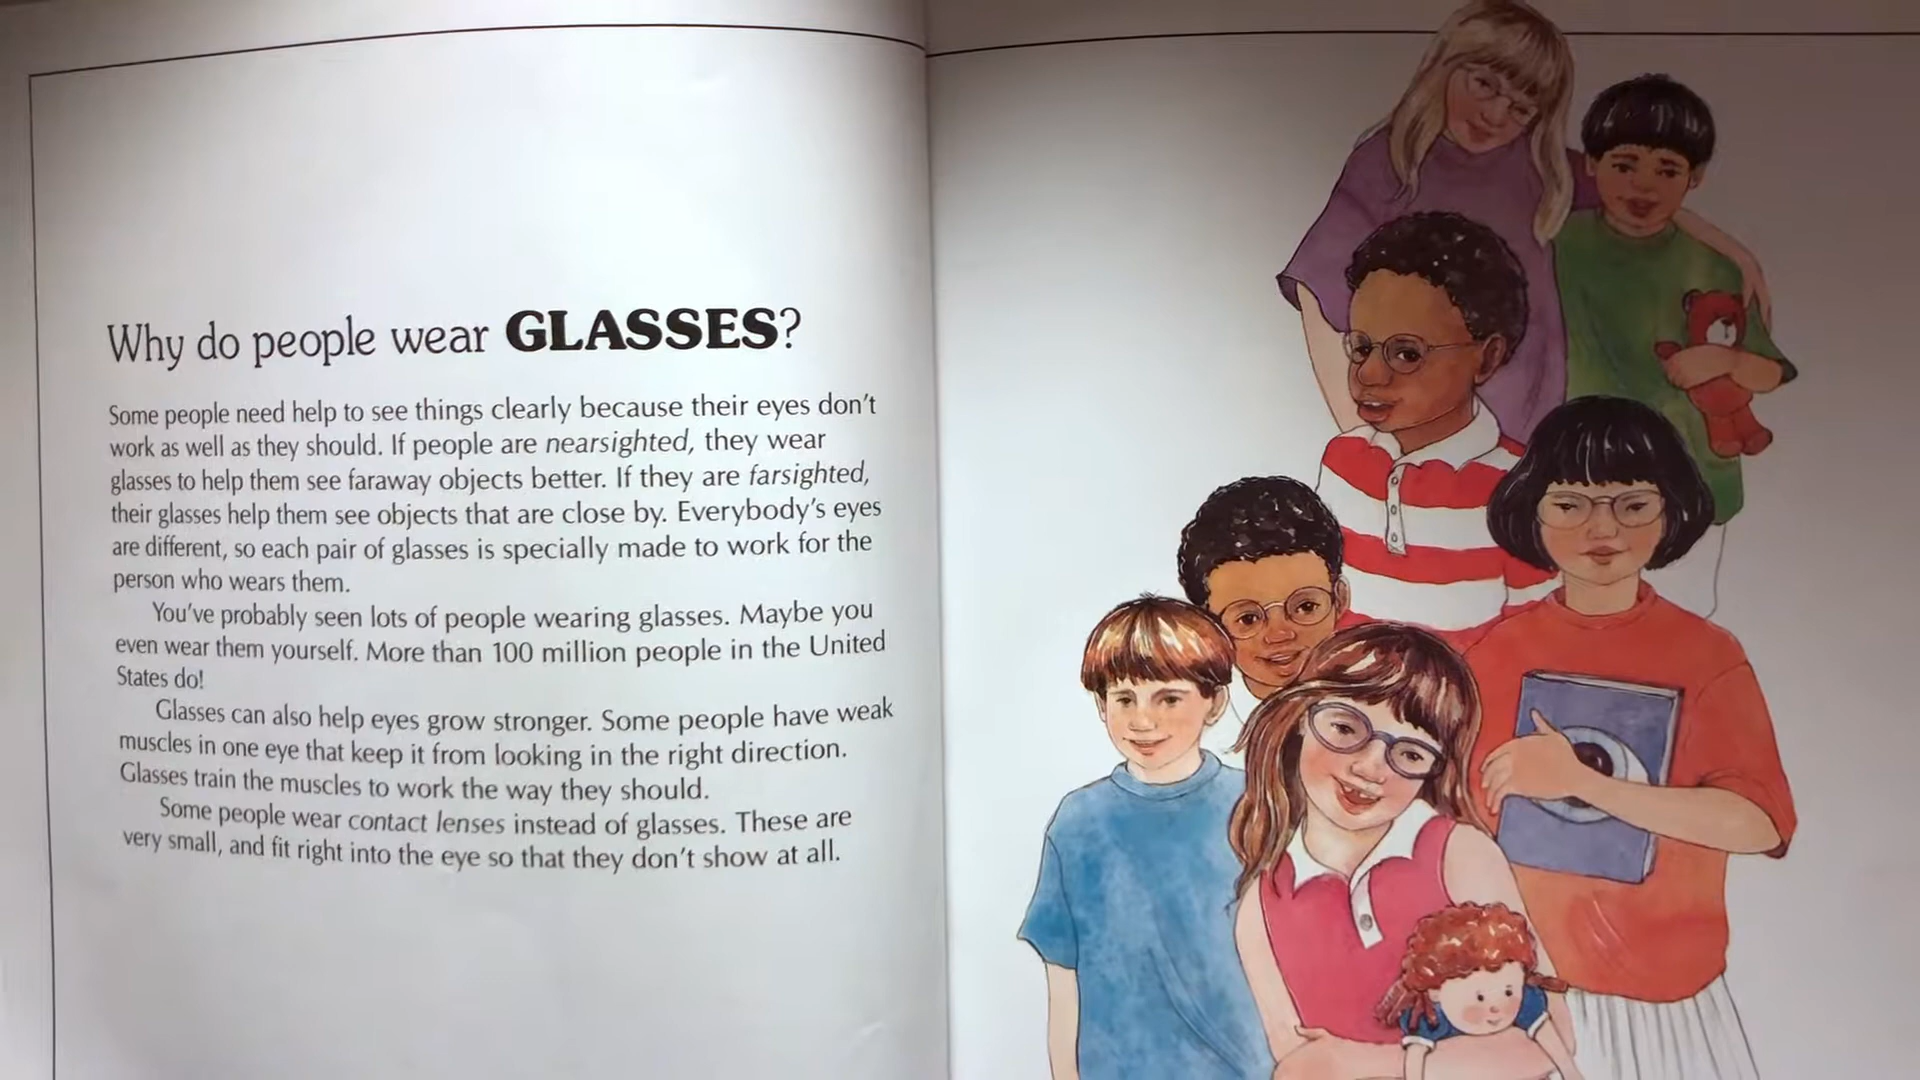 Why do people wear GLASSES?
Some people need help to see things clearly because their eyes don't
work as well as they should. If people are nearsighted, they wear
glasses to help them see faraway objects better. If they are farsighted,
their glasses help them see objects that are close by. Everybody's eyes
are different, so each pair of glasses is specially made to work for the
person who wears them.
You've probably seen lots of people wearing glasses. Maybe you
even wear them yourself. More than 100 million people in the United
States do!
Glasses can also help eyes grow stronger. Some people have weak
muscles in one eye that keep it from looking in the right direction.
Glasses train the muscles to work the way they should.
Some people wear contact lenses instead of glasses. These are
very small, and fit right into the eye so that they don't show at all.